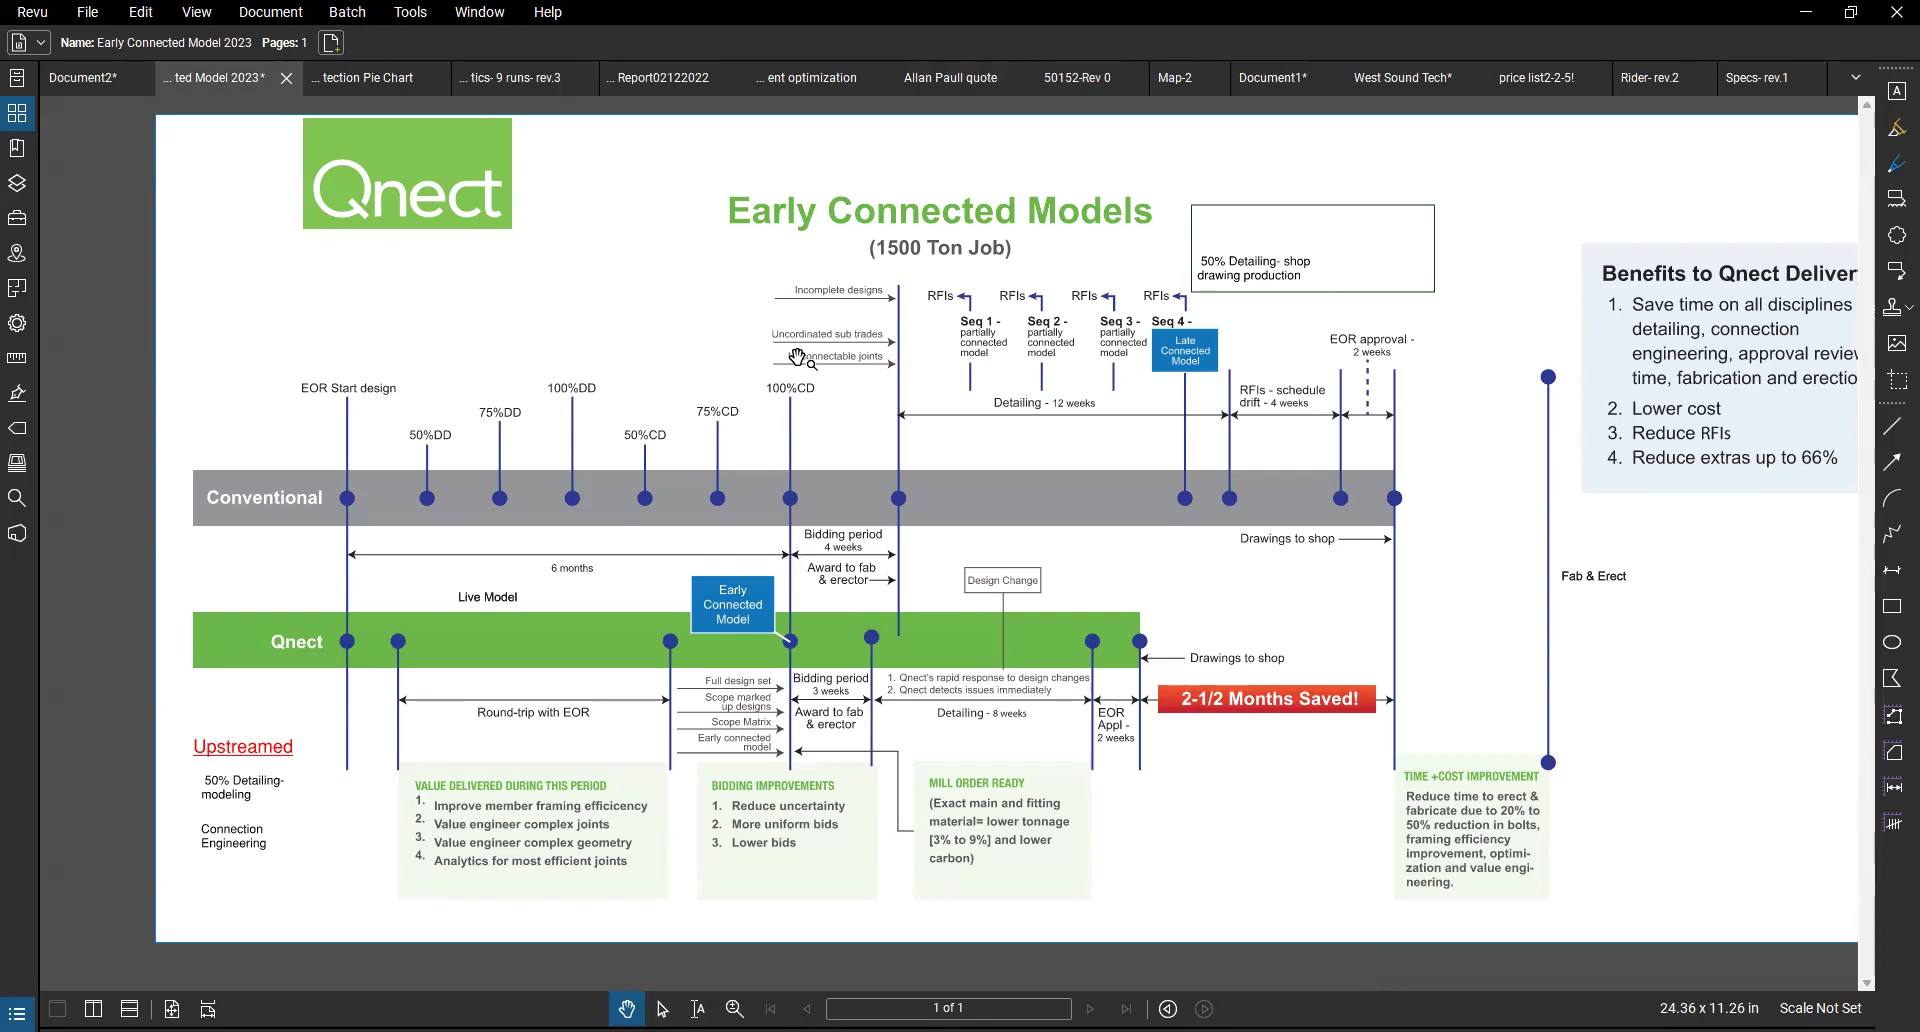 Revu File Edit View Document Batch Tools Window Help
Name: Early Connected Model 2023 Pages: 1
Document2* ... ted Model 2023* ... tection Pie Chart ... tics- 9 runs- rev.3 ... Report02122022 ... ent optimization Allan Paull quote 50152-Rev 0 Map-2 Document1* West Sound Tech* price list2-2-5! Rider- rev.2 Specs- rev.1
Qnect
Early Connected Models
(1500 Ton Job)
50% Detailing- shop
drawing production
Benefits to Qnect Deliver
1. Save time on all disciplines
detailing, connection
engineering, approval review
time, fabrication and erectio
2. Lower cost
3. Reduce RFIs
4. Reduce extras up to 66%
Incomplete designs
Uncordinated sub trades
connectable joints
RFIs RFIs RFIs RFIs
Seq 1 -
partially
connected
model
Seq 2 -
partially
connected
model
Seq 3 -
partially
connected
model
Seq 4 -
Late
Connected
Model
EOR approval -
2 weeks
EOR Start design
50%DD
75%DD
100%DD
50%CD
75%CD
100%CD
Detailing - 12 weeks
RFIs - schedule
drift - 4 weeks
Conventional
6 months
Bidding period
4 weeks
Award to fab
& erector
Drawings to shop
Design Change
Fab & Erect
Live Model
Early
Connected
Model
Qnect
Round-trip with EOR
Full design set
Scope marked
up designs
Scope Matrix
Early connected
model
Bidding period
3 weeks
Award to fab
& erector
1. Qnect's rapid response to design changes
2. Qnect detects issues immediately
Detailing - 8 weeks
EOR
Appl -
2 weeks
Drawings to shop
2-1/2 Months Saved!
Upstreamed
50% Detailing-
modeling
Connection
Engineering
VALUE DELIVERED DURING THIS PERIOD
1. Improve member framing efficicency
2. Value engineer complex joints
3. Value engineer complex geometry
4. Analytics for most efficient joints
BIDDING IMPROVEMENTS
1. Reduce uncertainty
2. More uniform bids
3. Lower bids
MILL ORDER READY
(Exact main and fitting
material= lower tonnage
[3% to 9%] and lower
carbon)
TIME +COST IMPROVEMENT
Reduce time to erect &
fabricate due to 20% to
50% reduction in bolts,
framing efficiency
improvement, optimi-
zation and value engi-
neering.
1 of 1
24.36 x 11.26 in Scale Not Set